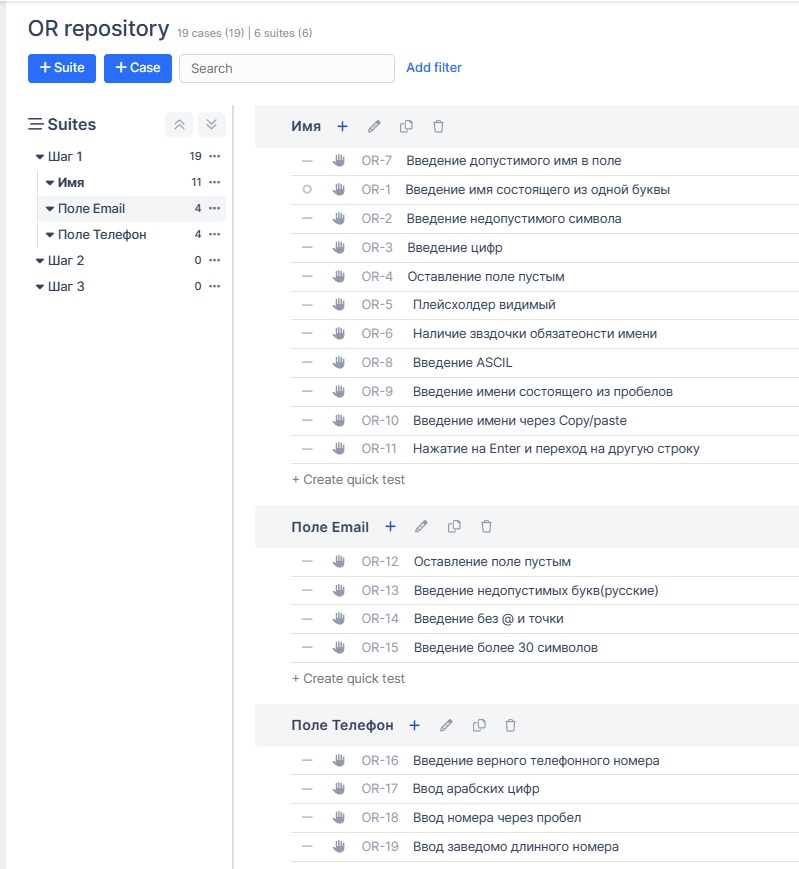 OR repository 19 cases (19) | 6 suites (6)
+ Suite + Case Search Add filter
Suites
Шаг 1 19
Имя 11
Поле Email 4
Поле Телефон 4
Шаг 2 0
Шаг 3 0
Имя
OR-7 Введение допустимого имя в поле
OR-1 Введение имя состоящего из одной буквы
OR-2 Введение недопустимого символа
OR-3 Введение цифр
OR-4 Оставление поле пустым
OR-5 Плейсхолдер видимый
OR-6 Наличие звздочки обязатеонсти имени
OR-8 Введение ASCIL
OR-9 Введение имени состоящего из пробелов
OR-10 Введение имени через Copy/paste
OR-11 Нажатие на Enter и переход на другую строку
+ Create quick test
Поле Email
OR-12 Оставление поле пустым
OR-13 Введение недопустимых букв(русские)
OR-14 Введение без @ и точки
OR-15 Введение более 30 символов
+ Create quick test
Поле Телефон
OR-16 Введение верного телефонного номера
OR-17 Ввод арабских цифр
OR-18 Ввод номера через пробел
OR-19 Ввод заведомо длинного номера